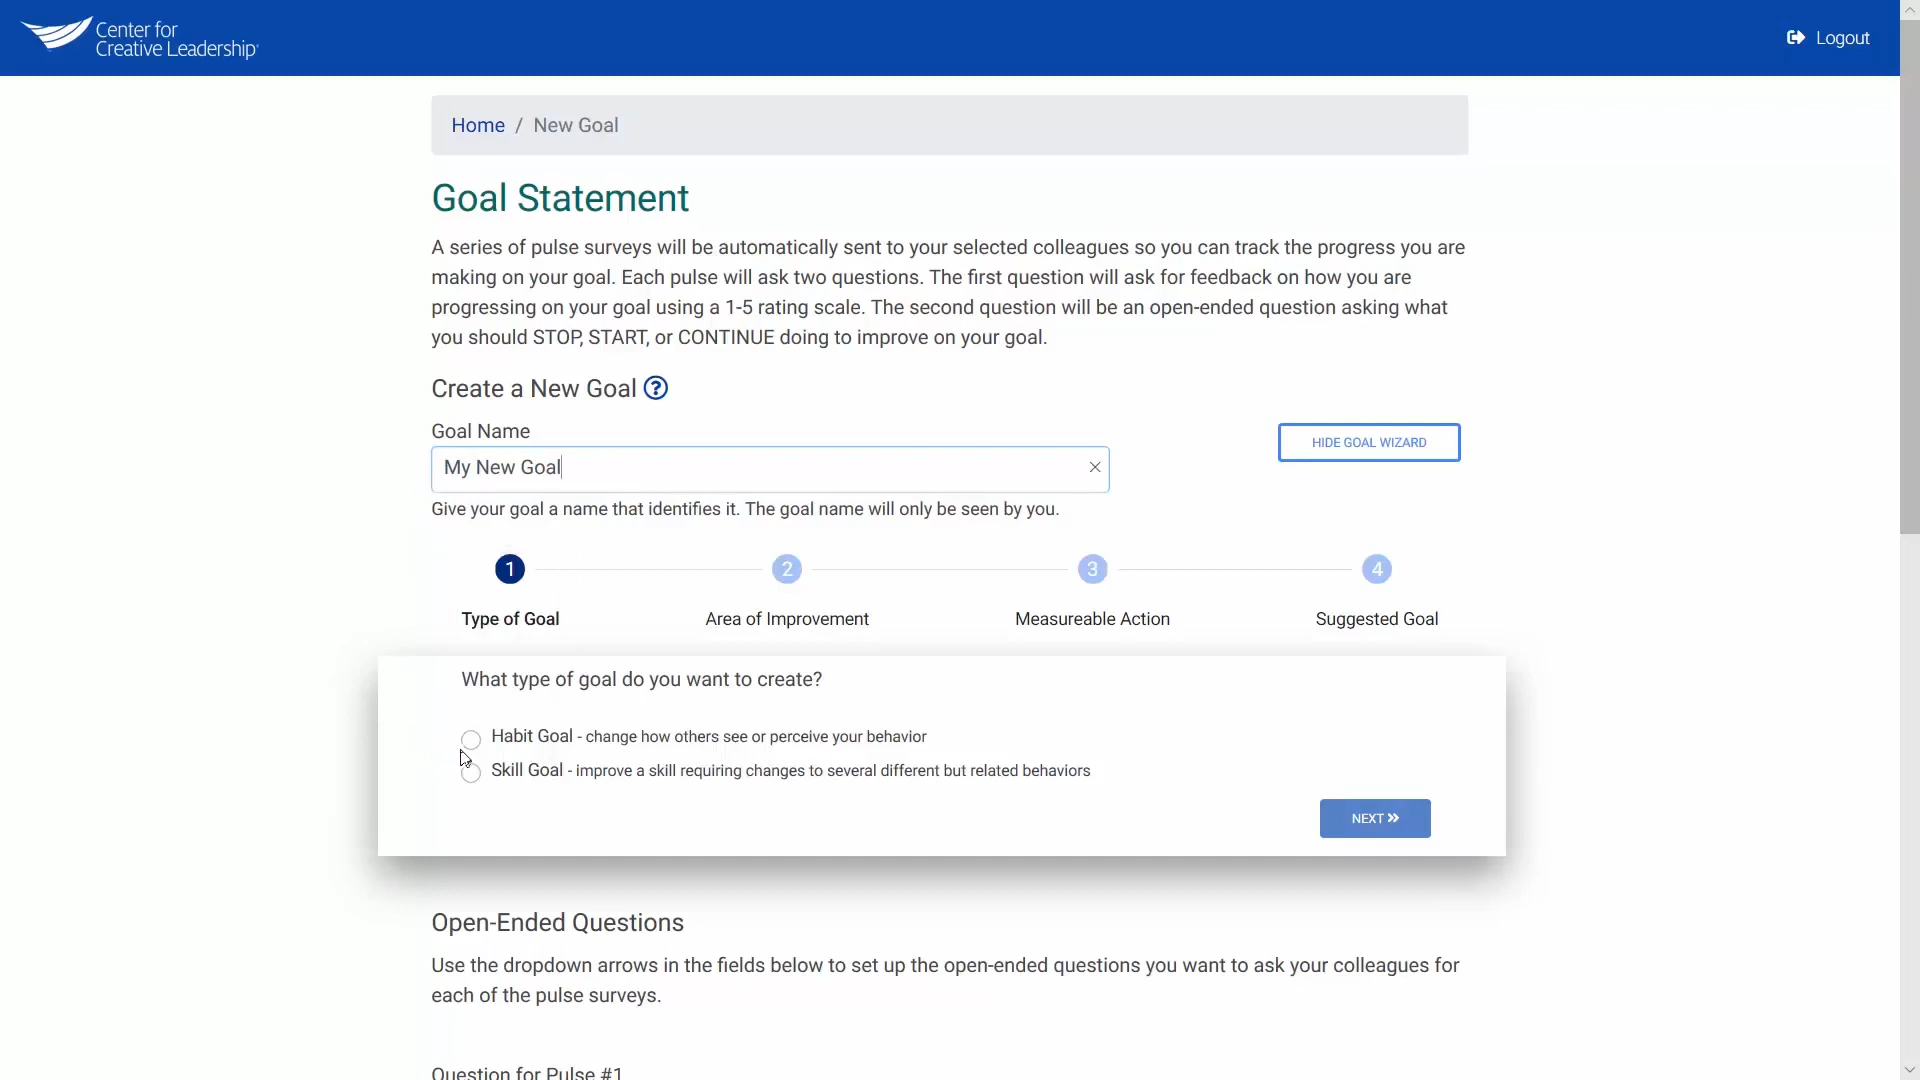 Center for
Creative Leadership
Logout
Home / New Goal
Goal Statement
A series of pulse surveys will be automatically sent to your selected colleagues so you can track the progress you are
making on your goal. Each pulse will ask two questions. The first question will ask for feedback on how you are
progressing on your goal using a 1-5 rating scale. The second question will be an open-ended question asking what
you should STOP, START, or CONTINUE doing to improve on your goal.
Create a New Goal ?
Goal Name
HIDE GOAL WIZARD
My New Goal
Give your goal a name that identifies it. The goal name will only be seen by you.
1 2 3 4
Type of Goal Area of Improvement Measureable Action Suggested Goal
What type of goal do you want to create?
Habit Goal - change how others see or perceive your behavior
Skill Goal - improve a skill requiring changes to several different but related behaviors
NEXT »
Open-Ended Questions
Use the dropdown arrows in the fields below to set up the open-ended questions you want to ask your colleagues for
each of the pulse surveys.
Question for Pulse #1